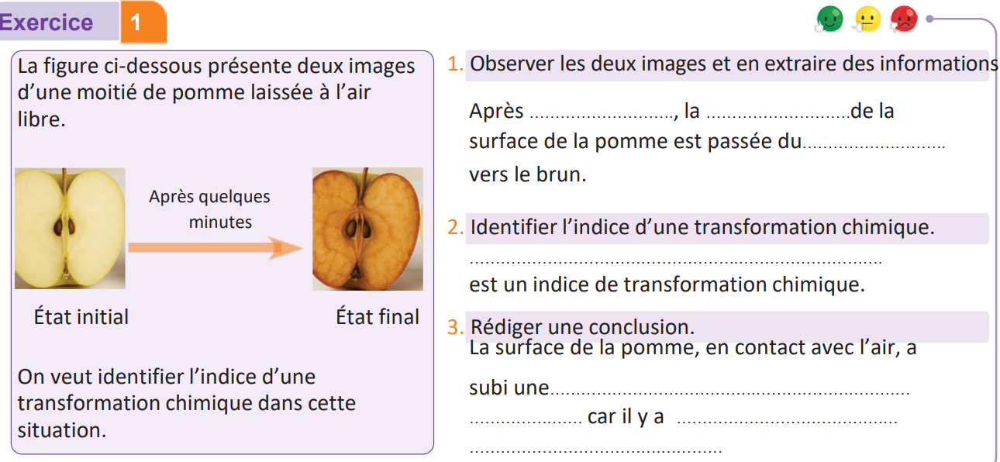 Exercice 1
La figure ci-dessous présente deux images
d’une moitié de pomme laissée à l’air
libre.
Après quelques
minutes
État initial
État final
On veut identifier l’indice d’une
transformation chimique dans cette
situation.
1. Observer les deux images et en extraire des informations
Après ............................, la ............................de la
surface de la pomme est passée du............................
vers le brun.
2. Identifier l’indice d’une transformation chimique.
................................................................................
est un indice de transformation chimique.
3. Rédiger une conclusion.
La surface de la pomme, en contact avec l’air, a
subi une......................................................................
...................... car il y a ...........................................
.................................................